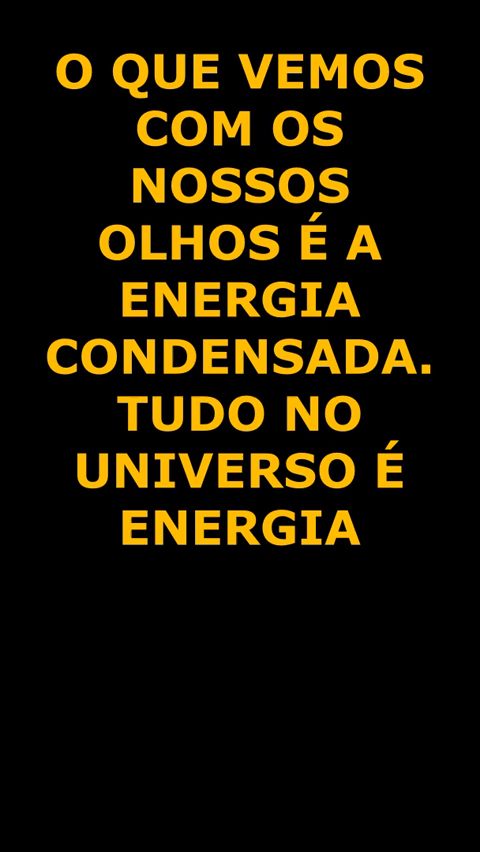 O QUE VEMOS
COM OS
NOSSOS
OLHOS É A
ENERGIA
CONDENSADA.
TUDO NO
UNIVERSO É
ENERGIA